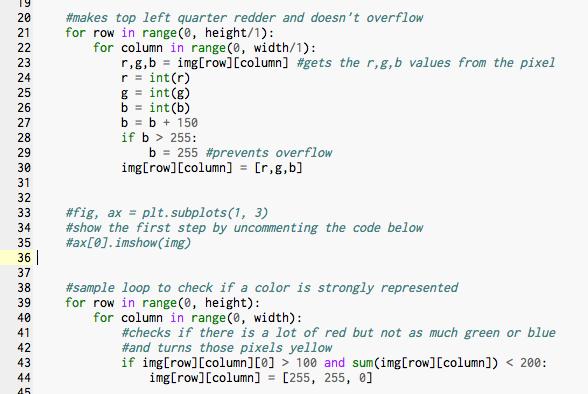 19
20 #makes top left quarter redder and doesn't overflow
21 for row in range(0, height/1):
22     for column in range(0, width/1):
23         r,g,b = img[row][column] #gets the r,g,b values from the pixel
24         r = int(r)
25         g = int(g)
26         b = int(b)
27         b = b + 150
28         if b > 255:
29             b = 255 #prevents overflow
30         img[row][column] = [r,g,b]
31
32
33 #fig, ax = plt.subplots(1, 3)
34 #show the first step by uncommenting the code below
35 #ax[0].imshow(img)
36
37
38 #sample loop to check if a color is strongly represented
39 for row in range(0, height):
40     for column in range(0, width):
41         #checks if there is a lot of red but not as much green or blue
42         #and turns those pixels yellow
43         if img[row][column][0] > 100 and sum(img[row][column]) < 200:
44             img[row][column] = [255, 255, 0]
45